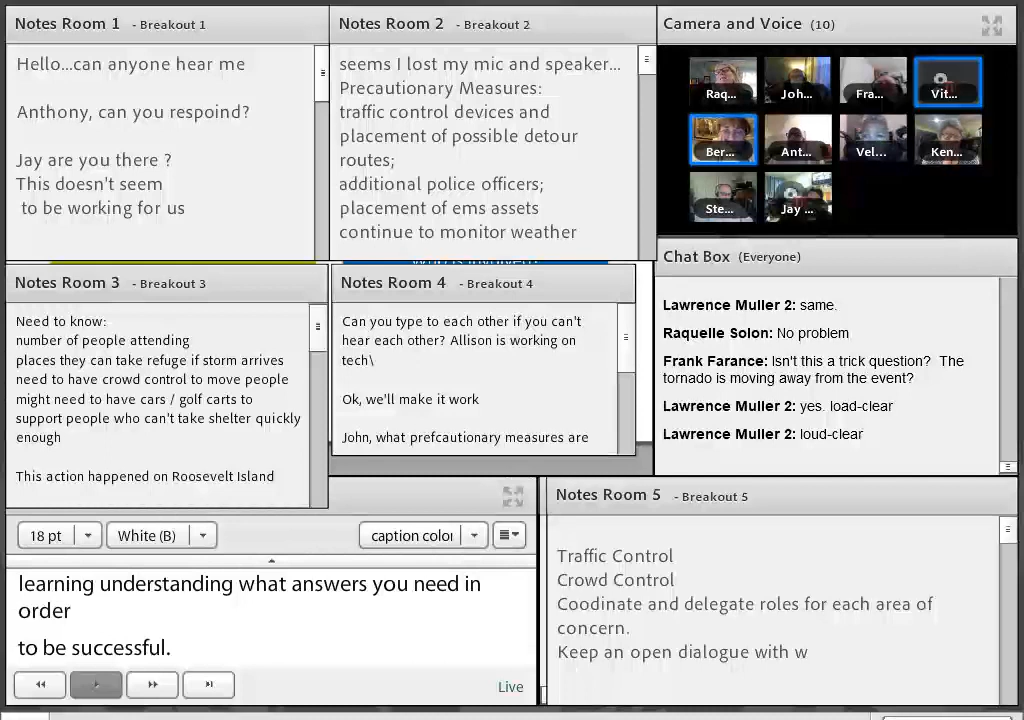 Notes Room 1 - Breakout 1
Hello...can anyone hear me
Anthony, can you respoind?
Jay are you there ?
This doesn't seem
to be working for us
Notes Room 2 - Breakout 2
seems I lost my mic and speaker...
Precautionary Measures:
traffic control devices and
placement of possible detour
routes;
additional police officers;
placement of ems assets
continue to monitor weather
Camera and Voice (10)
Raq... Joh... Fra... Vit...
Ber... Ant... Vel... Ken...
Ste... Jay ...
Chat Box (Everyone)
Lawrence Muller 2: same.
Raquelle Solon: No problem
Frank Farance: Isn't this a trick question? The
tornado is moving away from the event?
Lawrence Muller 2: yes. load-clear
Lawrence Muller 2: loud-clear
Notes Room 3 - Breakout 3
Need to know:
number of people attending
places they can take refuge if storm arrives
need to have crowd control to move people
might need to have cars / golf carts to
support people who can't take shelter quickly
enough
This action happened on Roosevelt Island
Notes Room 4 - Breakout 4
Can you type to each other if you can't
hear each other? Allison is working on
tech\
Ok, we'll make it work
John, what prefcautionary measures are
18 pt White (B) caption color
learning understanding what answers you need in
order
to be successful.
Live
Notes Room 5 - Breakout 5
Traffic Control
Crowd Control
Coodinate and delegate roles for each area of
concern.
Keep an open dialogue with w